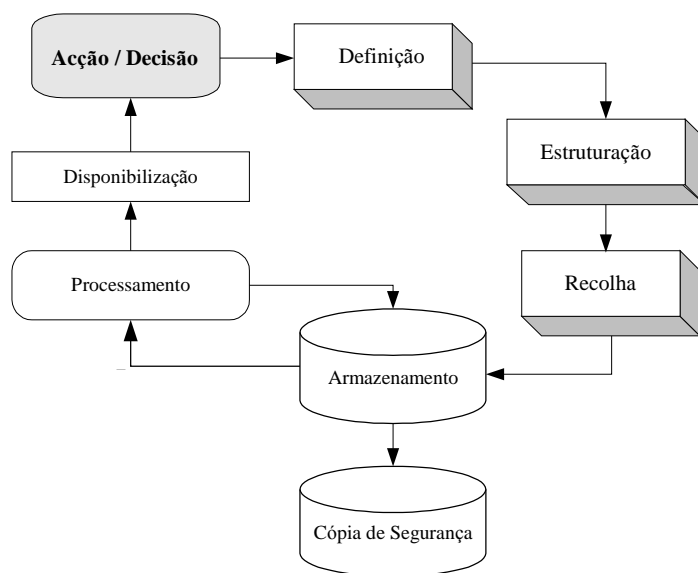 Acção / Decisão
Definição
Estruturação
Disponibilização
Recolha
Processamento
Armazenamento
Cópia de Segurança